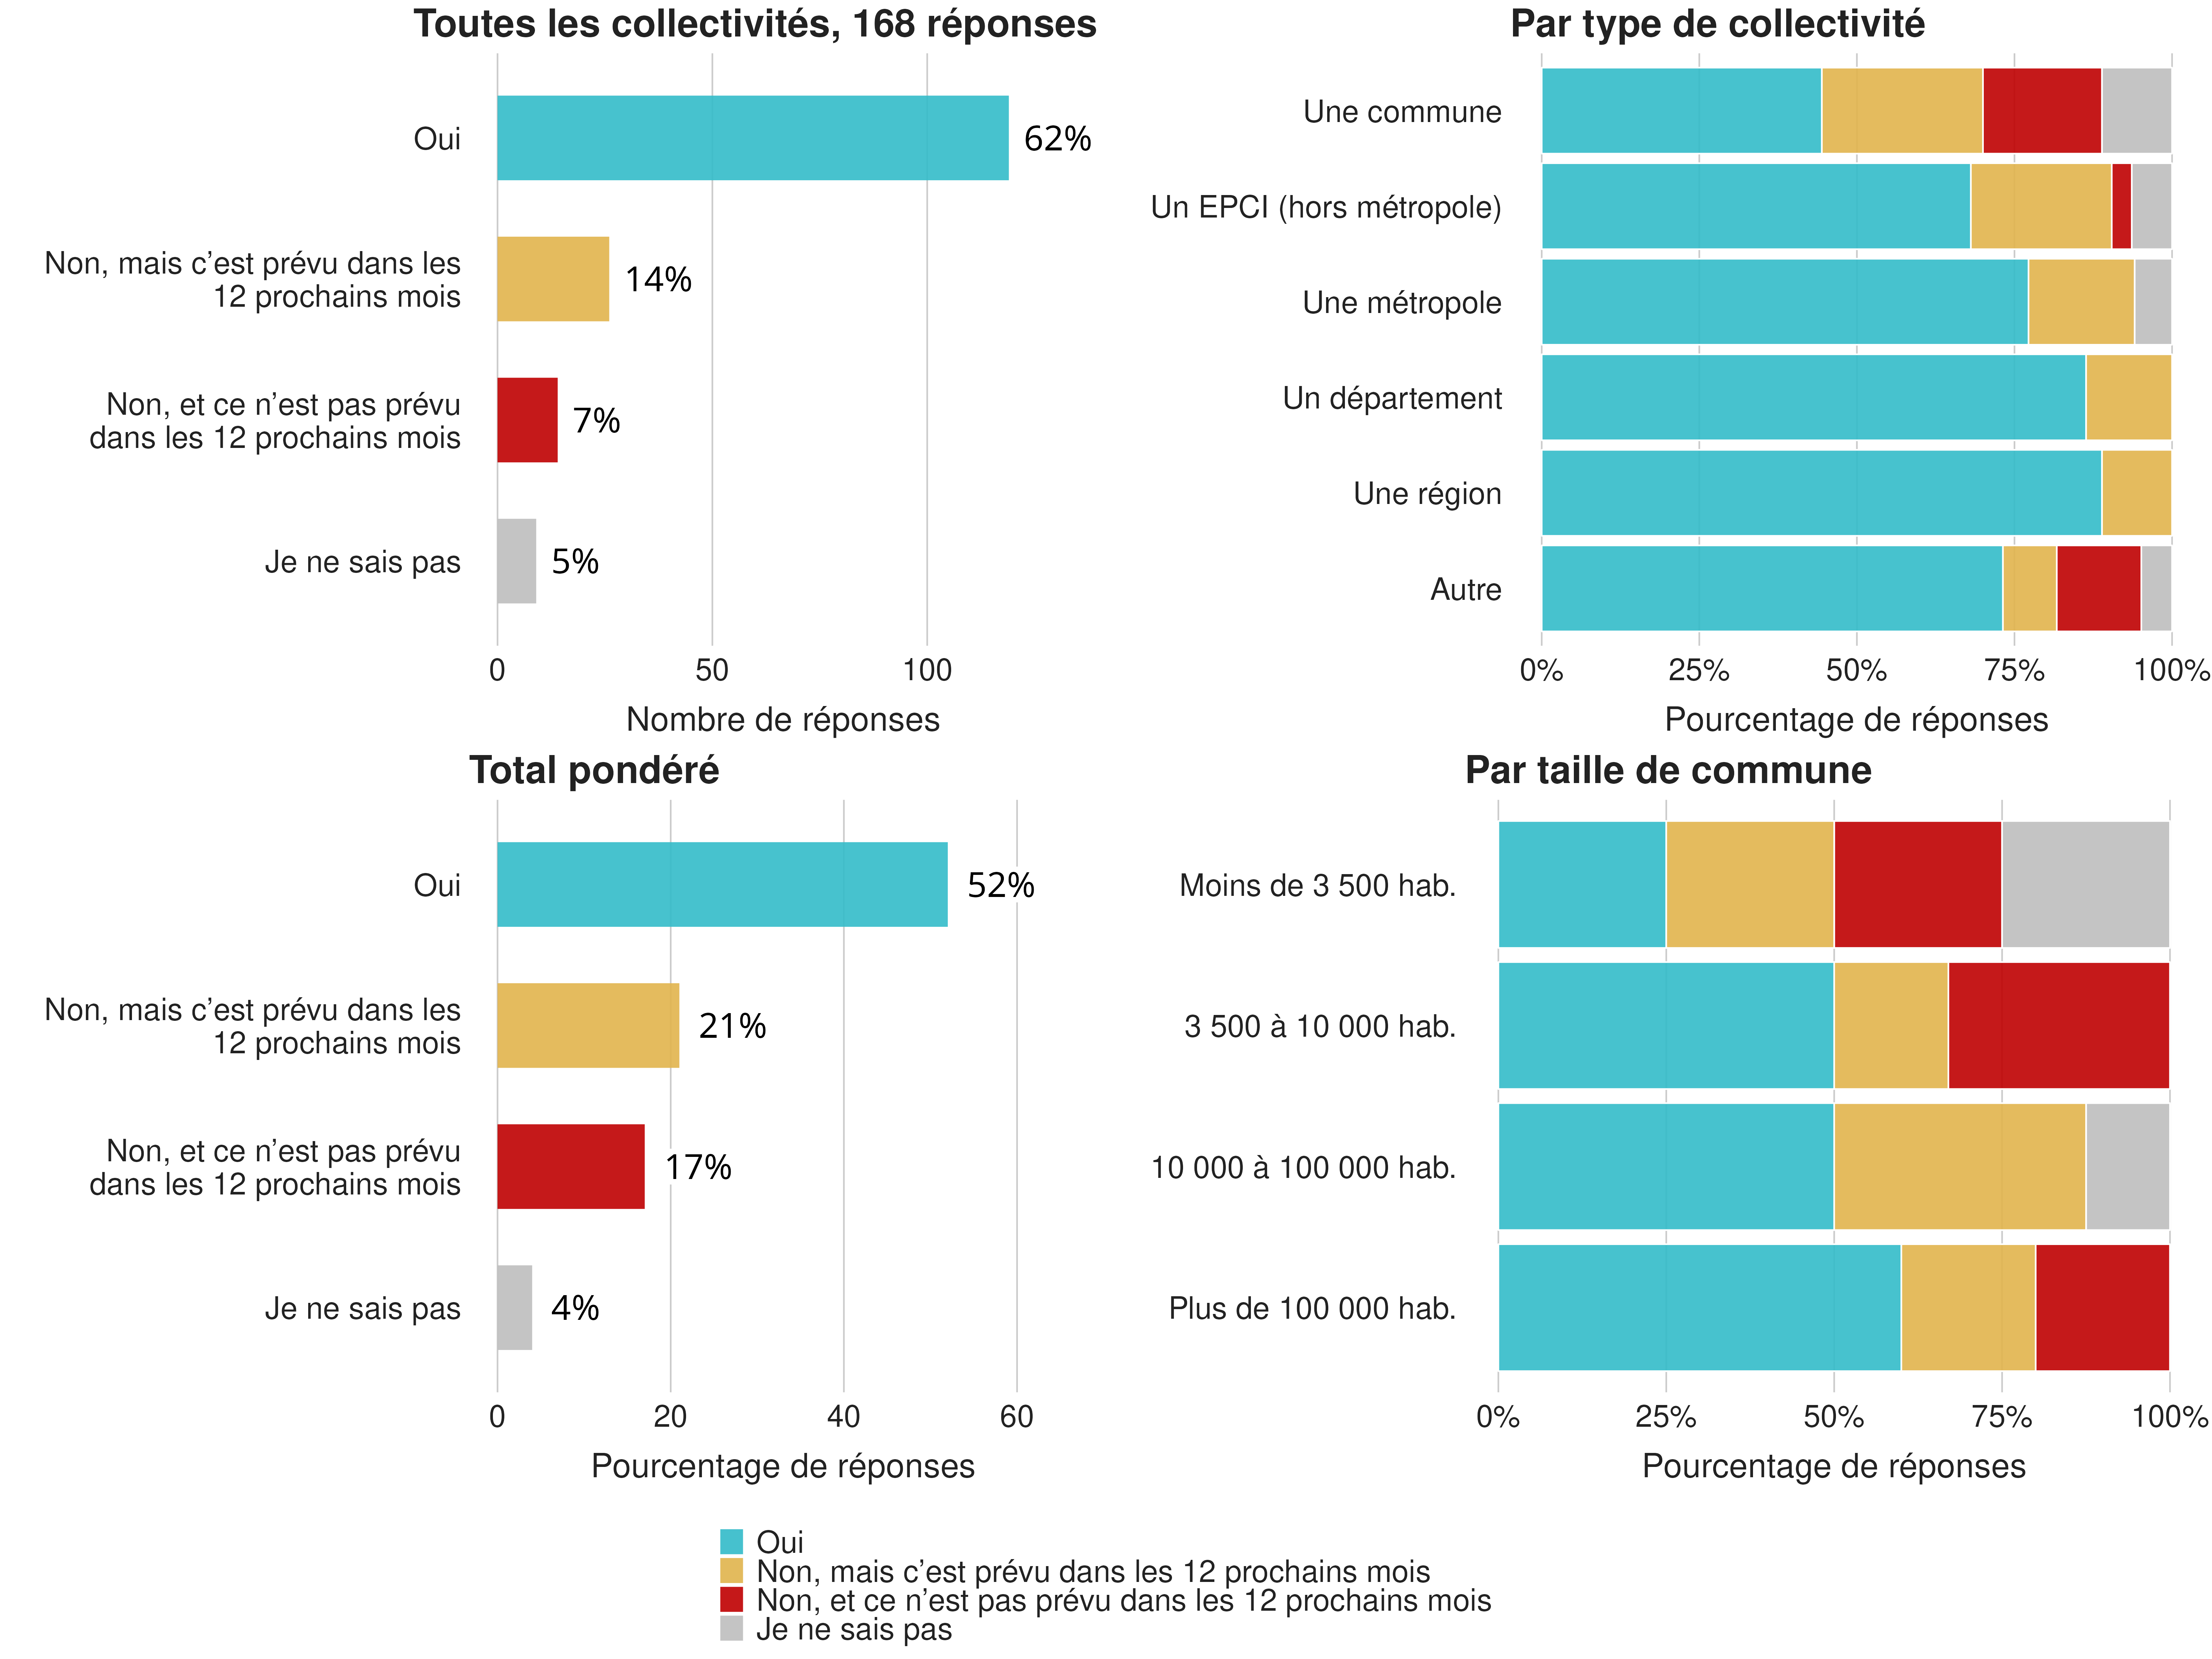 Toutes les collectivités, 168 réponses
Oui
62%
Non, mais c’est prévu dans les
12 prochains mois
14%
Non, et ce n’est pas prévu
dans les 12 prochains mois
7%
Je ne sais pas
5%
0 50 100
Nombre de réponses
Par type de collectivité
Une commune
Un EPCI (hors métropole)
Une métropole
Un département
Une région
Autre
0% 25% 50% 75% 100%
Pourcentage de réponses
Total pondéré
Oui
52%
Non, mais c’est prévu dans les
12 prochains mois
21%
Non, et ce n’est pas prévu
dans les 12 prochains mois
17%
Je ne sais pas
4%
0 20 40 60
Pourcentage de réponses
Par taille de commune
Moins de 3 500 hab.
3 500 à 10 000 hab.
10 000 à 100 000 hab.
Plus de 100 000 hab.
0% 25% 50% 75% 100%
Pourcentage de réponses
Oui
Non, mais c’est prévu dans les 12 prochains mois
Non, et ce n’est pas prévu dans les 12 prochains mois
Je ne sais pas